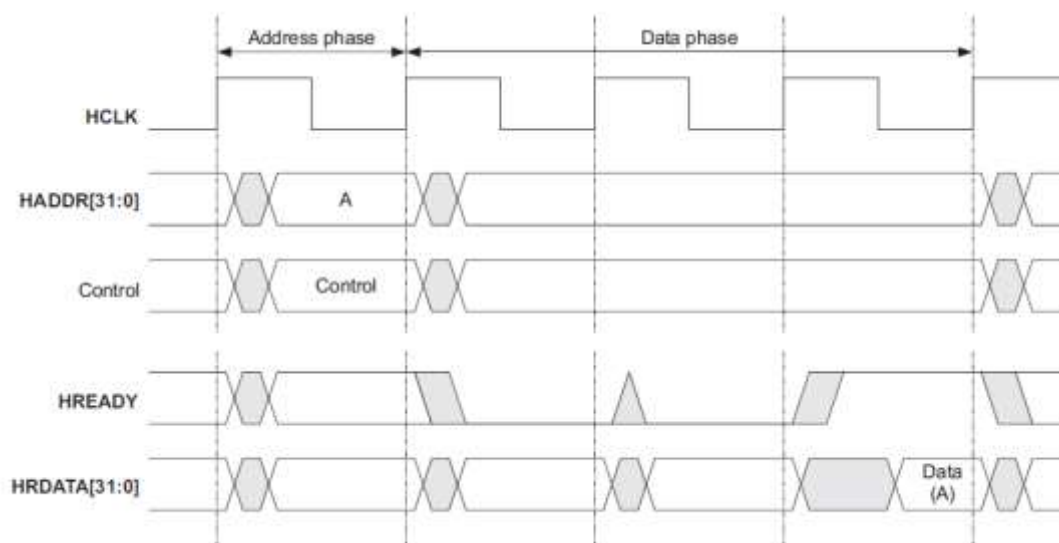 Address phase
Data phase
HCLK
HADDR[31:0]
A
Control
Control
HREADY
HRDATA[31:0]
Data
(A)